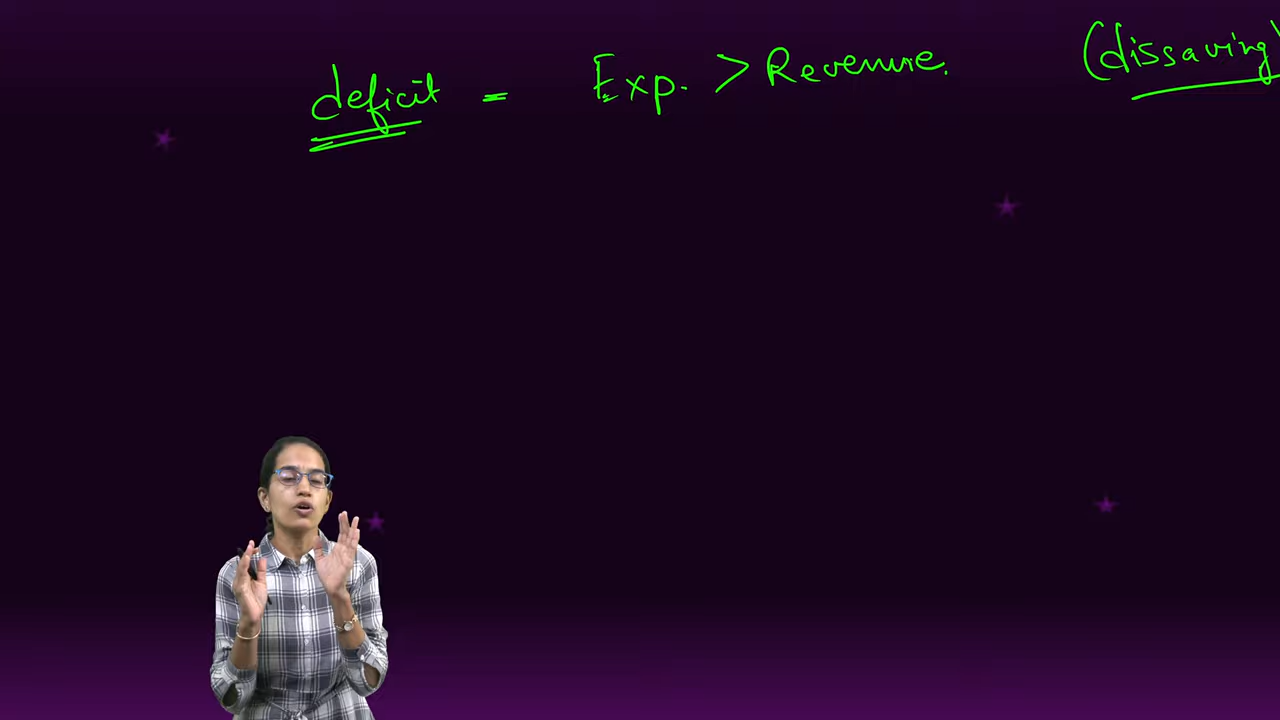 deficit = Exp. > Revenue. (dissaving)